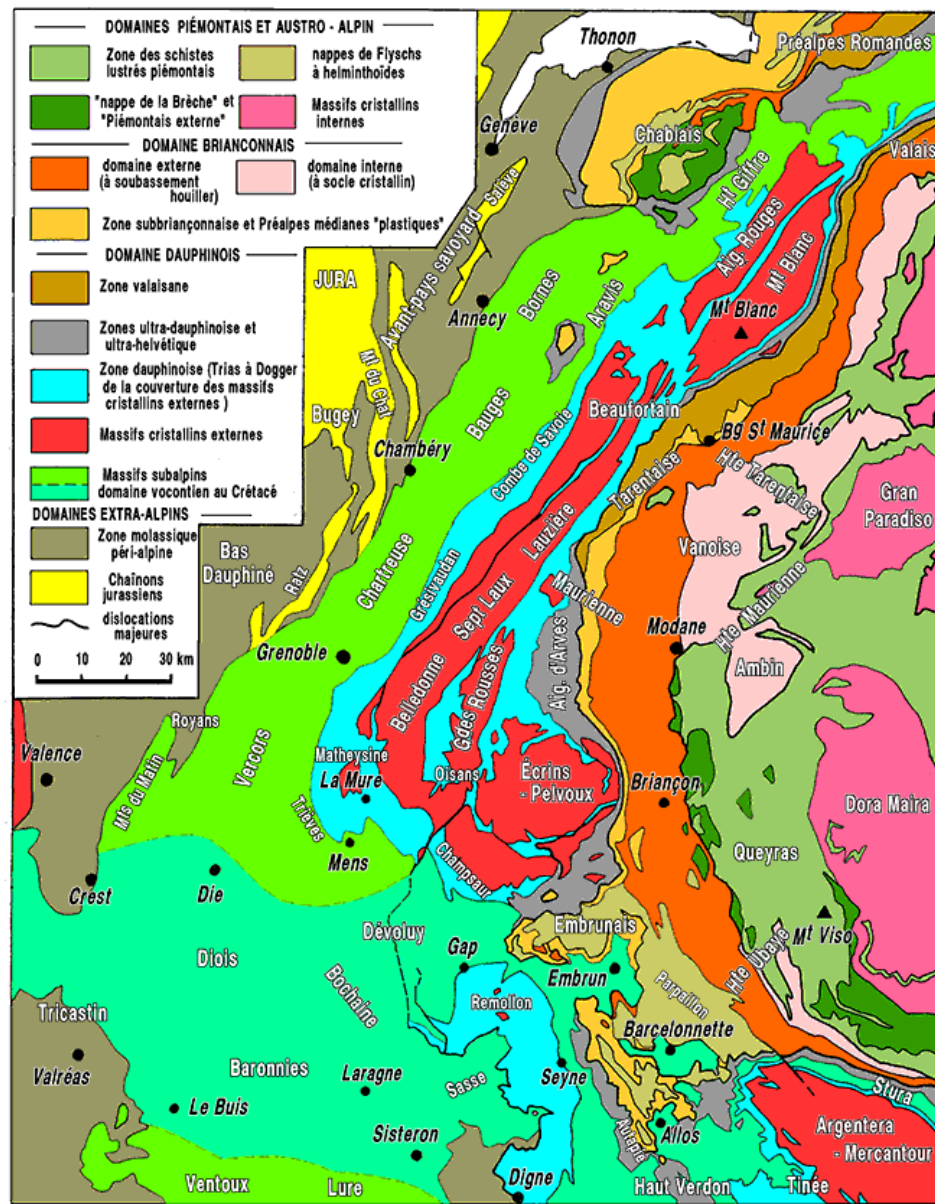 DOMAINES PIÉMONTAIS ET AUSTRO - ALPIN
Zone des schistes
lustrés piémontais
nappes de Flyschs
à helminthoïdes
"nappe de la Brèche" et
"Piémontais externe"
Massifs cristallins
internes
DOMAINE BRIANCONNAIS
domaine externe
(à soubassement
houiller)
domaine interne
(à socle cristallin)
Zone subbriançonnaise et Préalpes médianes "plastiques"
DOMAINE DAUPHINOIS
Zone valaisane
Zones ultra-dauphinoise et
ultra-helvétique
Zone dauphinoise (Trias à Dogger
de la couverture des massifs
cristallins externes )
Massifs cristallins externes
Massifs subalpins
domaine vocontien au Crétacé
DOMAINES EXTRA-ALPINS
Zone molassique
péri-alpine
Chaînons
jurassiens
dislocations
majeures
0 10 20 30 km
Thonon
Préalpes Romandes
Genève
Chablais
Valais
Salève
Ht Giffre
Aig. Rouges
Mt Blanc
Mt Blanc
JURA
Avant-pays savoyard
Bornes
Aravis
Annecy
Mt du Chat
Bugey
Bauges
Beaufortain
Combe de Savoie
Chambéry
Bg St Maurice
Tarentaise
Hte Tarentaise
Gran
Paradiso
Vanoise
Lauzière
Bas
Dauphiné
Ratz
Chartreuse
Grésivaudan
Sept Laux
Maurienne
Hte Maurienne
Modane
Ambin
Grenoble
Belledonne
Gdes Rousses
Aig. d'Arves
Royans
Valence
Mts du Matin
Vercors
Matheysine
La Mure
Oisans
Écrins
- Pelvoux
Briançon
Dora Maira
Trièves
Mens
Champsaur
Queyras
Crest
Die
Mt Viso
Dévoluy
Embrunais
Diois
Gap
Embrun
Hte Ubaye
Bochaine
Remollon
Parpaillon
Tricastin
Barcelonnette
Valréas
Baronnies
Laragne
Sasse
Seyne
Stura
Le Buis
Autapie
Allos
Argentera
- Mercantour
Sisteron
Ventoux
Lure
Digne
Haut Verdon
Tinée